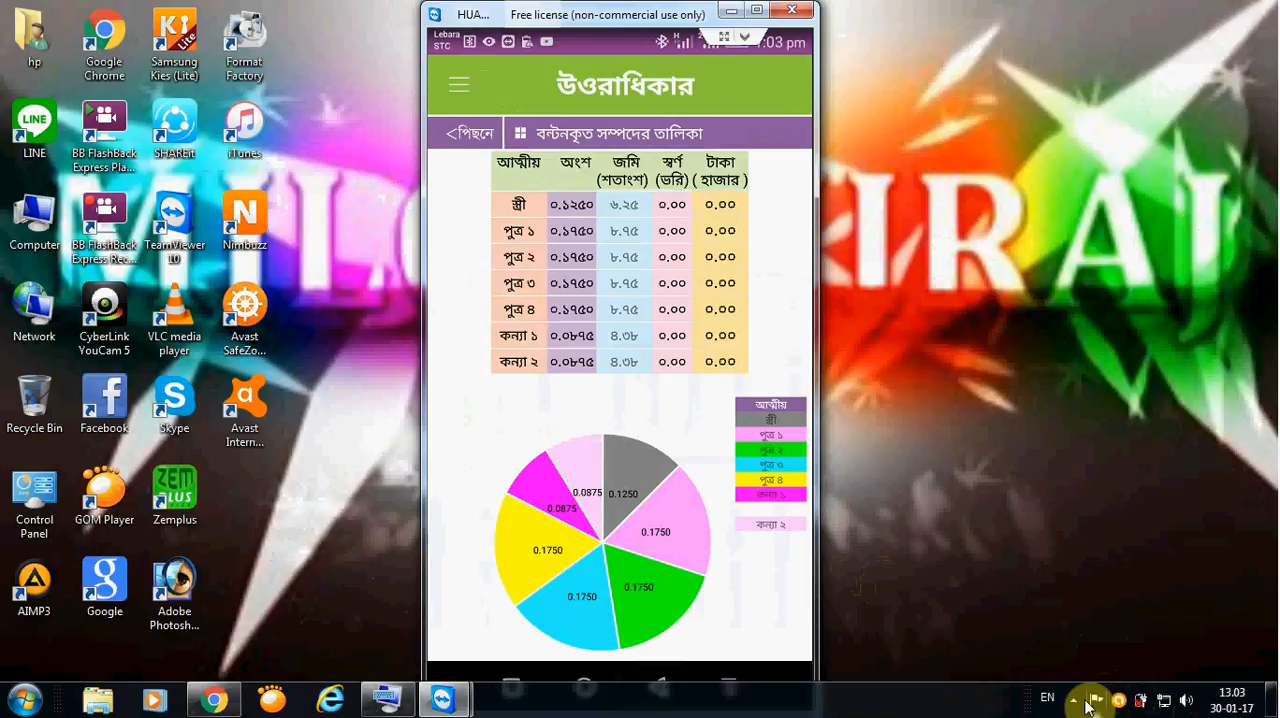 HUA...
Free license (non-commercial use only)
Lebara
STC
:03 pm
উওরাধিকার
<পিছনে
বন্টনকৃত সম্পদের তালিকা
আত্মীয় অংশ জমি (শতাংশ) স্বর্ণ (ভরি) টাকা ( হাজার )
স্ত্রী ০.১২৫০ ৬.২৫ ০.০০ ০.০০
পুত্র ১ ০.১৭৫০ ৮.৭৫ ০.০০ ০.০০
পুত্র ২ ০.১৭৫০ ৮.৭৫ ০.০০ ০.০০
পুত্র ৩ ০.১৭৫০ ৮.৭৫ ০.০০ ০.০০
পুত্র ৪ ০.১৭৫০ ৮.৭৫ ০.০০ ০.০০
কন্যা ১ ০.০৮৭৫ ৪.৩৮ ০.০০ ০.০০
কন্যা ২ ০.০৮৭৫ ৪.৩৮ ০.০০ ০.০০
আত্মীয়
স্ত্রী
পুত্র ১
পুত্র ২
পুত্র ৩
পুত্র ৪
কন্যা ১
কন্যা ২
0.0875
0.1250
0.0875
0.1750
0.1750
0.1750
0.1750
0.1750
hp
Google Chrome
Samsung Kies (Lite)
Format Factory
LINE
BB FlashBack Express Pla...
SHAREit
iTunes
Computer
BB FlashBack Express Rec...
TeamViewer 10
Nimbuzz
Network
CyberLink YouCam 5
VLC media player
Avast SafeZo...
Recycle Bin
Facebook
Skype
Avast Intern...
Control Panel
GOM Player
Zemplus
AIMP3
Google
Adobe Photosh...
EN
13.03
30-01-17